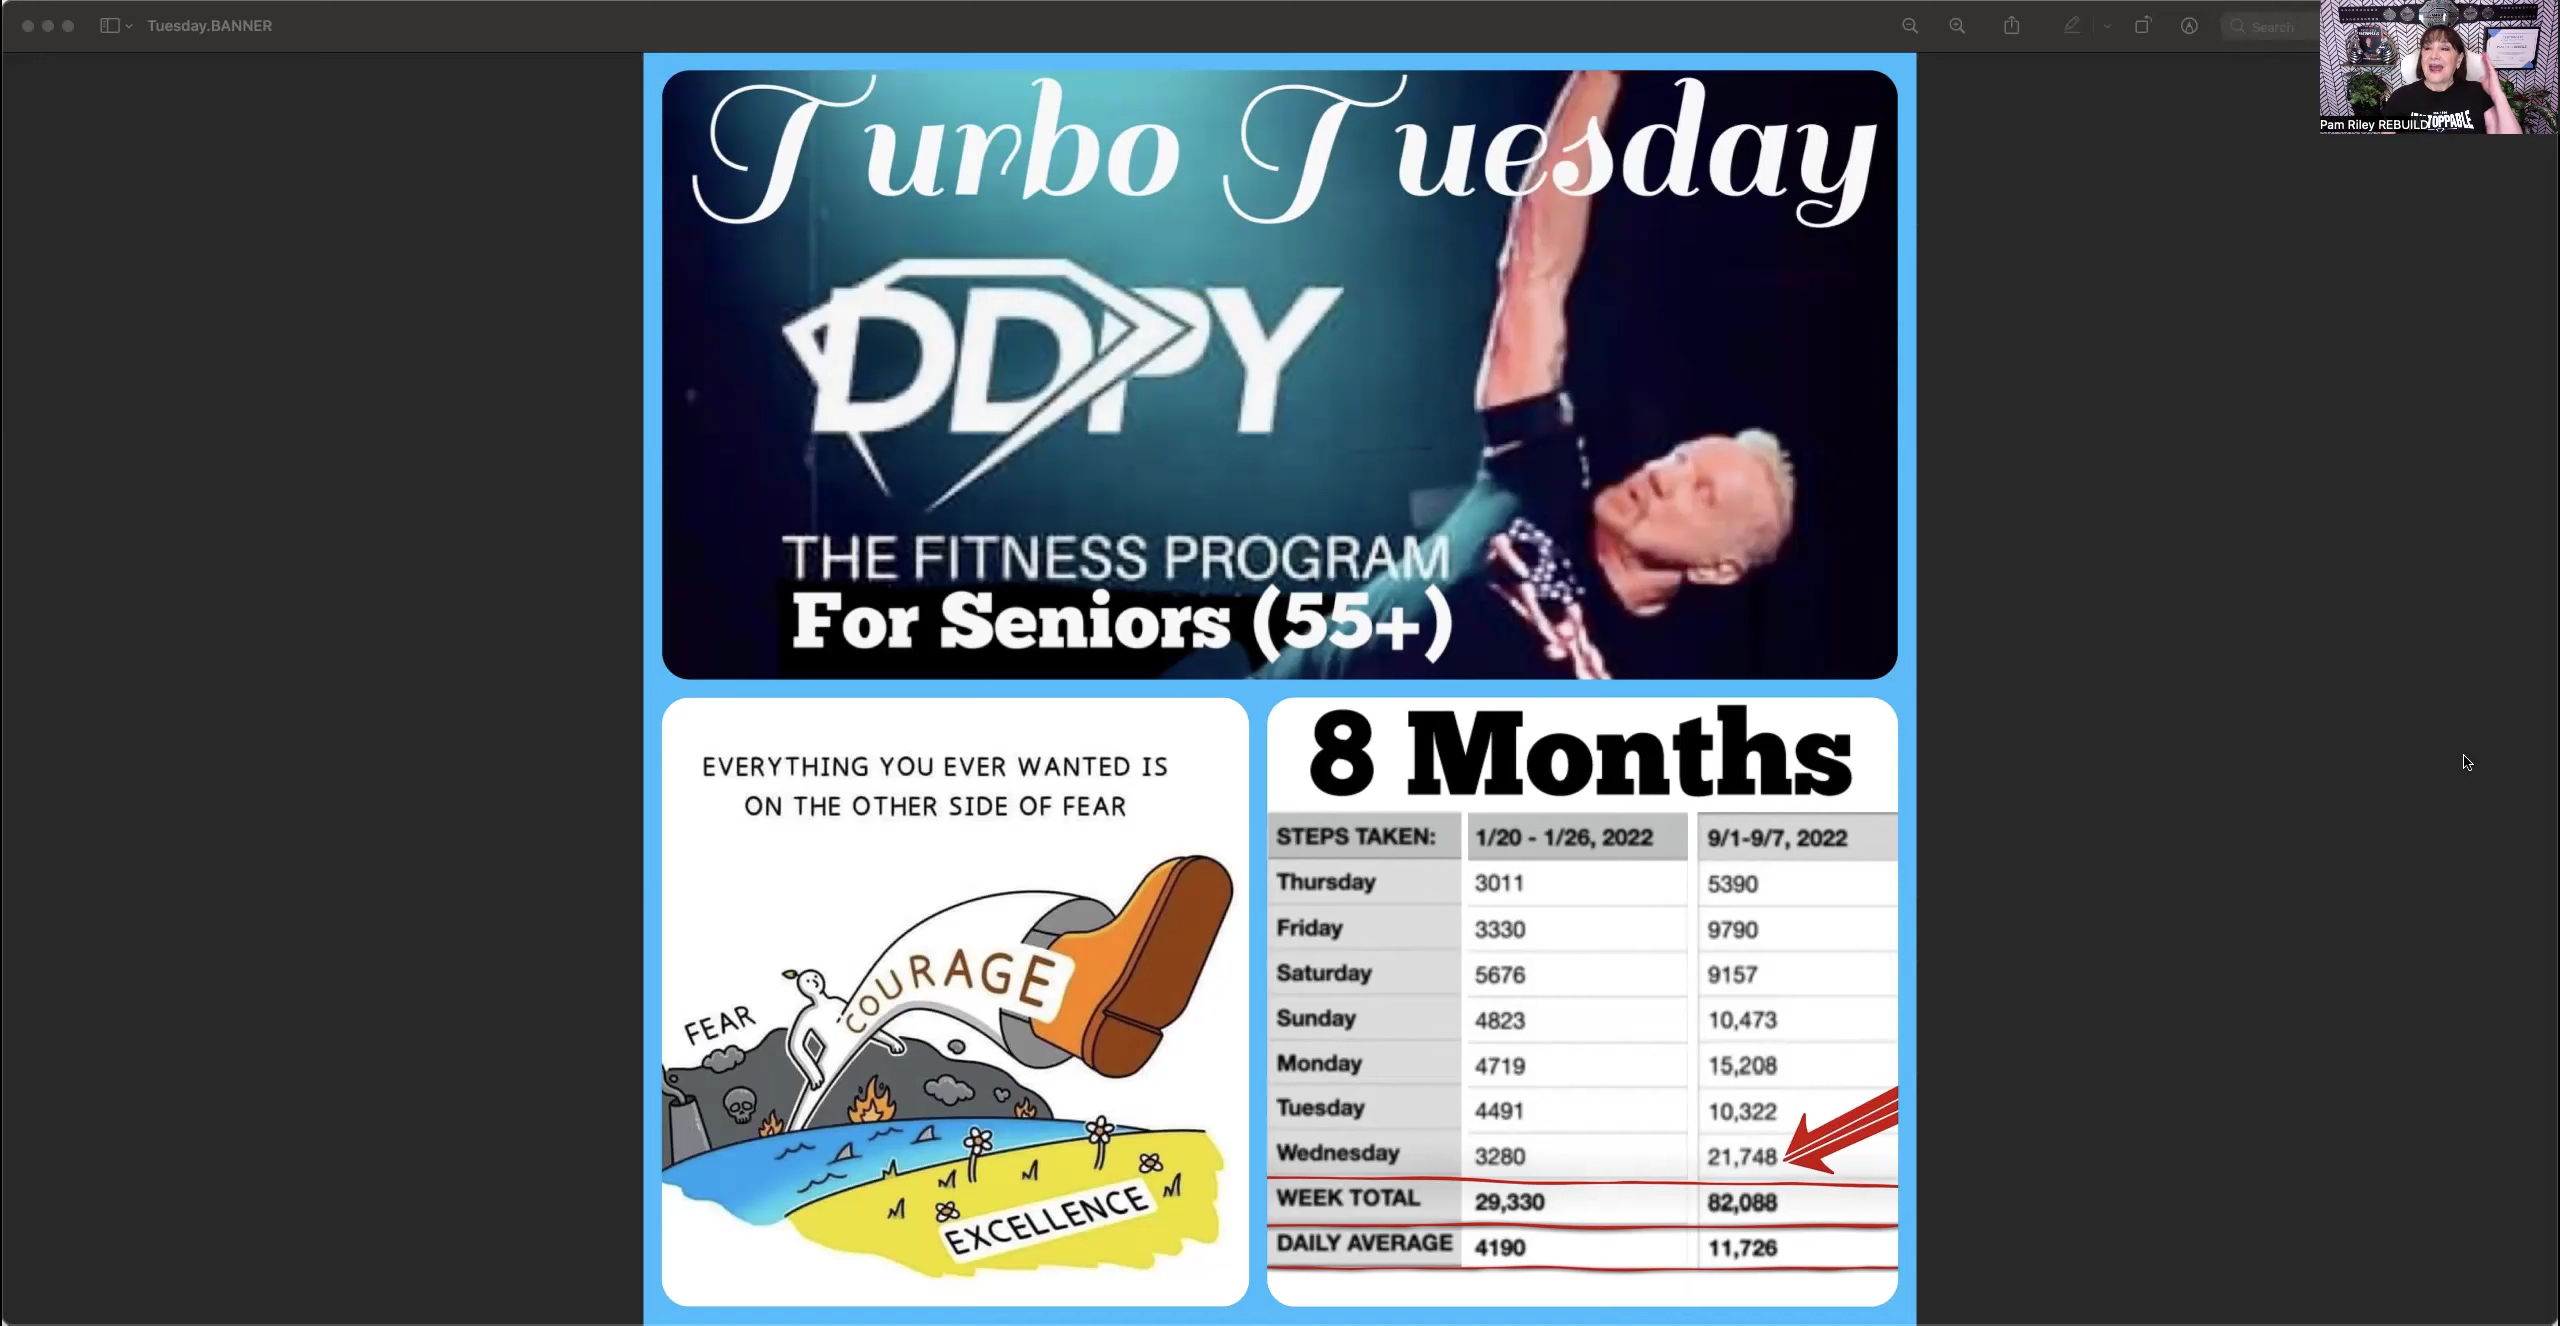 Tuesday.BANNER
Search
Pam Riley REBUILD
Turbo Tuesday
DDPY
THE FITNESS PROGRAM
For Seniors (55+)
EVERYTHING YOU EVER WANTED IS
ON THE OTHER SIDE OF FEAR
COURAGE
FEAR
EXCELLENCE
8 Months
STEPS TAKEN: 1/20 - 1/26, 2022 9/1-9/7, 2022
Thursday 3011 5390
Friday 3330 9790
Saturday 5676 9157
Sunday 4823 10,473
Monday 4719 15,208
Tuesday 4491 10,322
Wednesday 3280 21,748
WEEK TOTAL 29,330 82,088
DAILY AVERAGE 4190 11,726